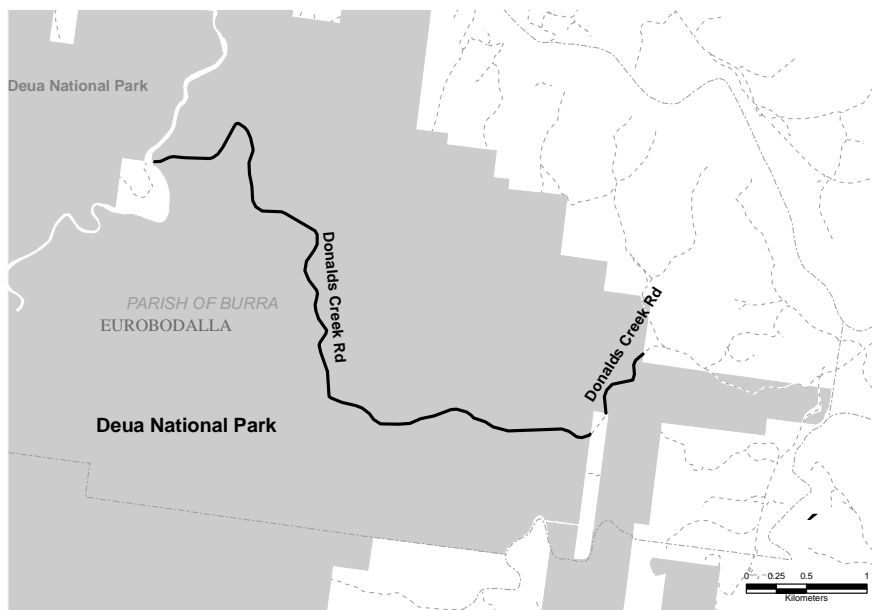 Deua National Park
Donalds Creek Rd
PARISH OF BURRA
EUROBODALLA
Donalds Creek Rd
Deua National Park
0 0.25 0.5 1
Kilometers